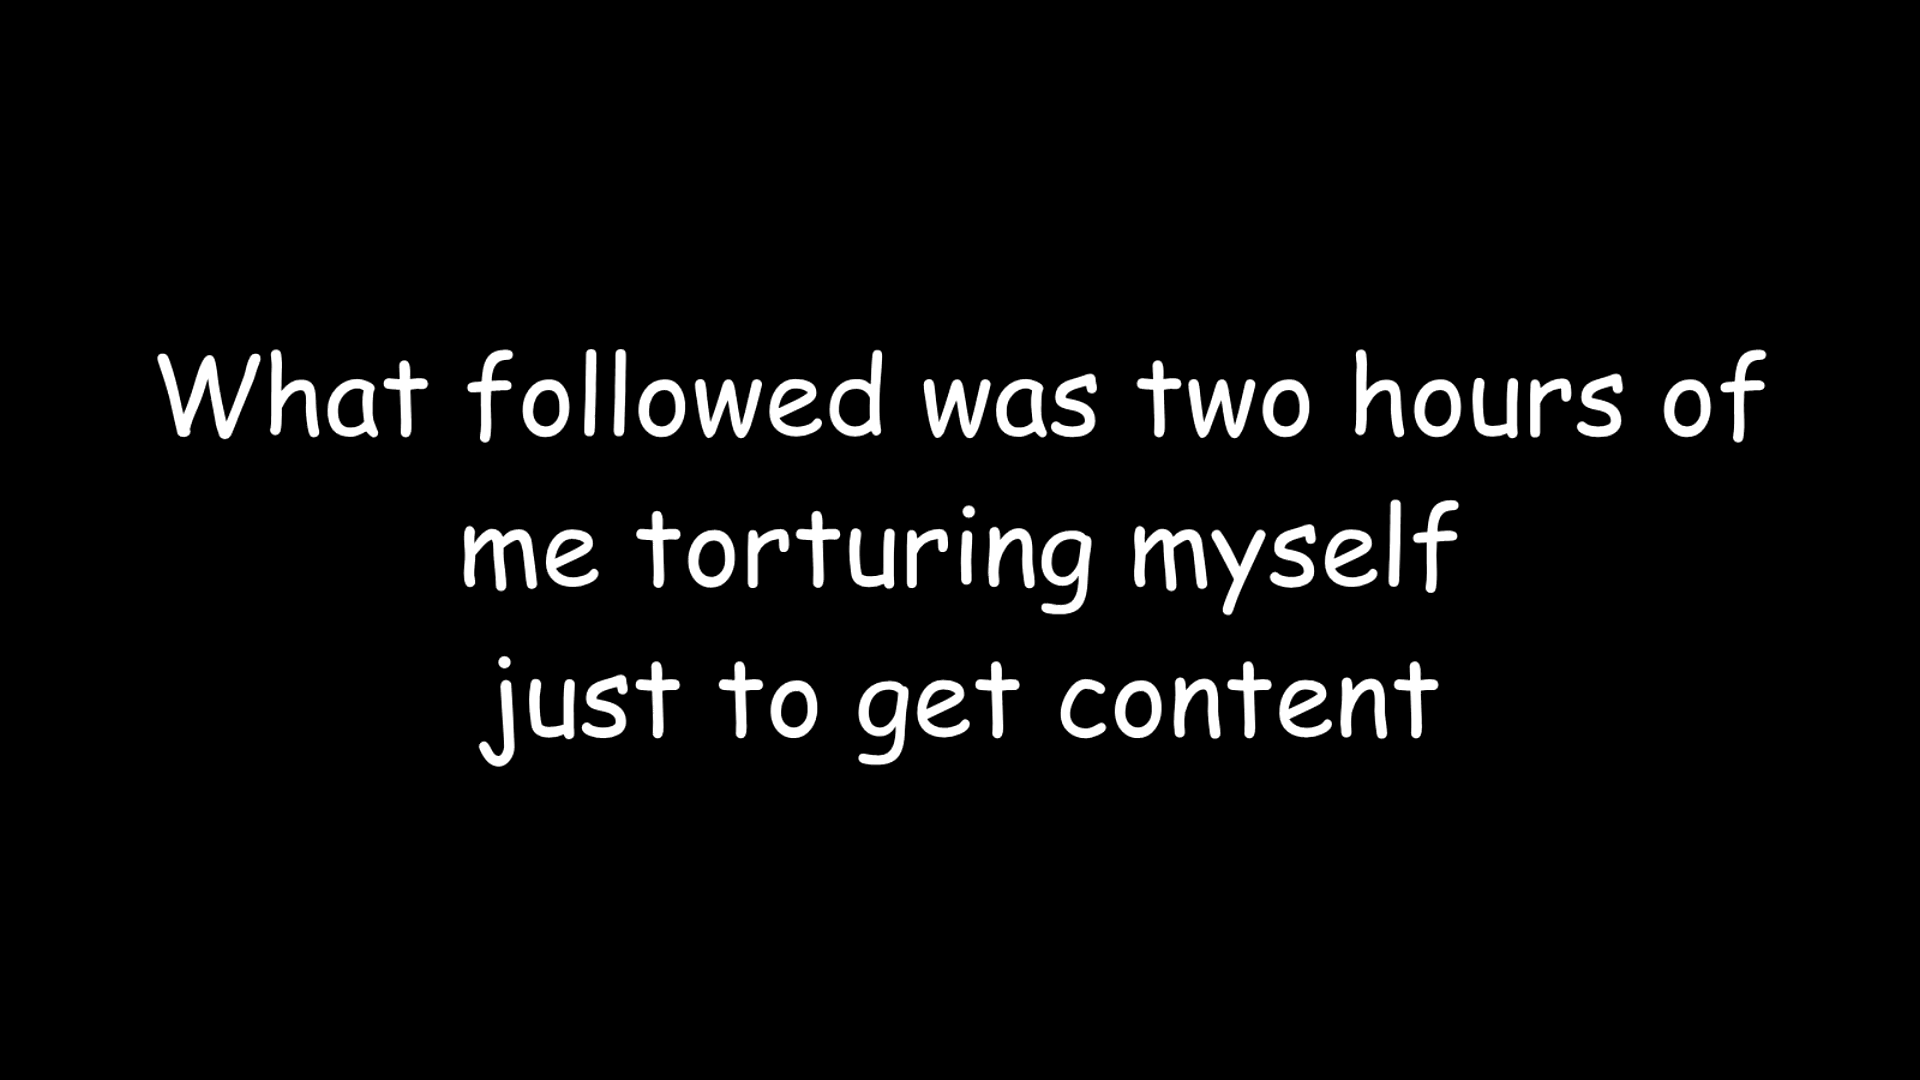 What followed was two hours of
me torturing myself
just to get content